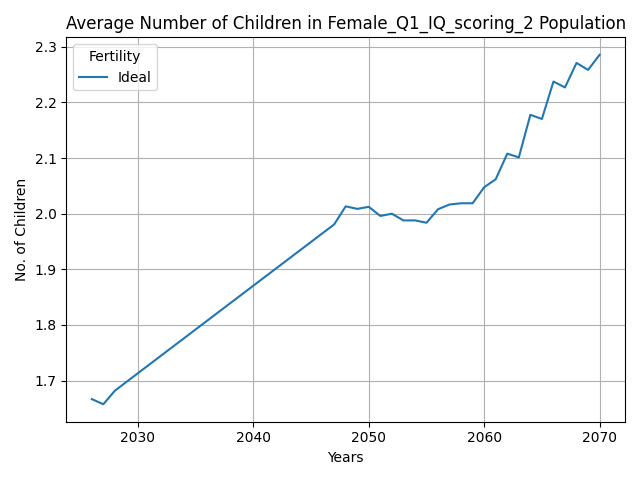 Average Number of Children in Female_Q1_IQ_scoring_2 Population
Fertility
Ideal
No. of Children
2.3
2.2
2.1
2.0
1.9
1.8
1.7
2030 2040 2050 2060 2070
Years